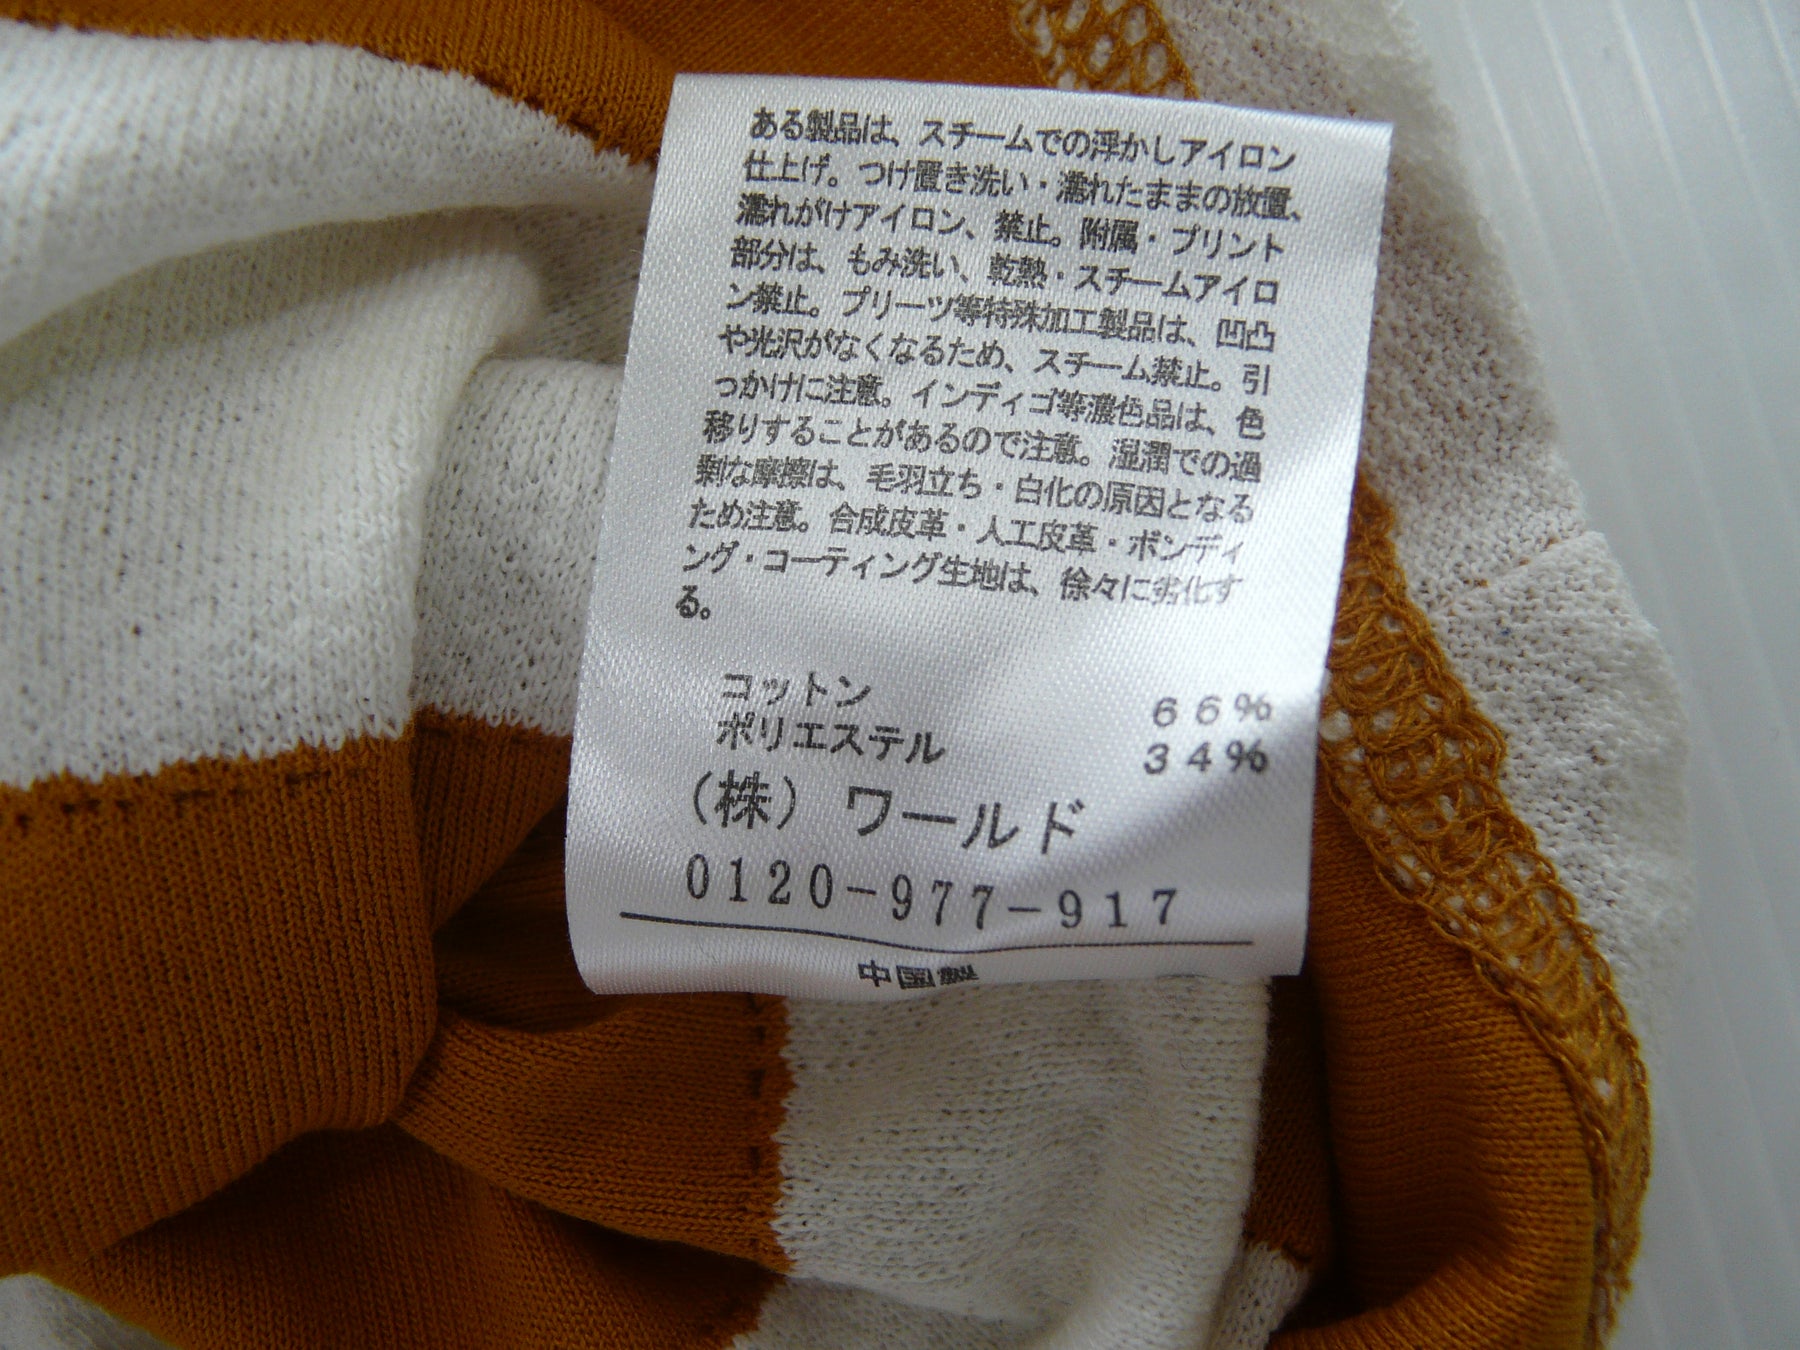 ある製品は、スチームでの浮かしアイロン
仕上げ。つけ置き洗い・濡れたままの放置、
濡れがけアイロン、禁止。附属・プリント
部分は、もみ洗い、乾熱・スチームアイロ
ン禁止。プリーツ等特殊加工製品は、凹凸
や光沢がなくなるため、スチーム禁止。引
っかけに注意。インディゴ等濃色品は、色
移りすることがあるので注意。湿潤での過
剰な摩擦は、毛羽立ち・白化の原因となる
ため注意。合成皮革・人工皮革・ボンディ
ング・コーティング生地は、徐々に劣化す
る。
コットン 66%
ポリエステル 34%
(株) ワールド
0120-977-917
中国製